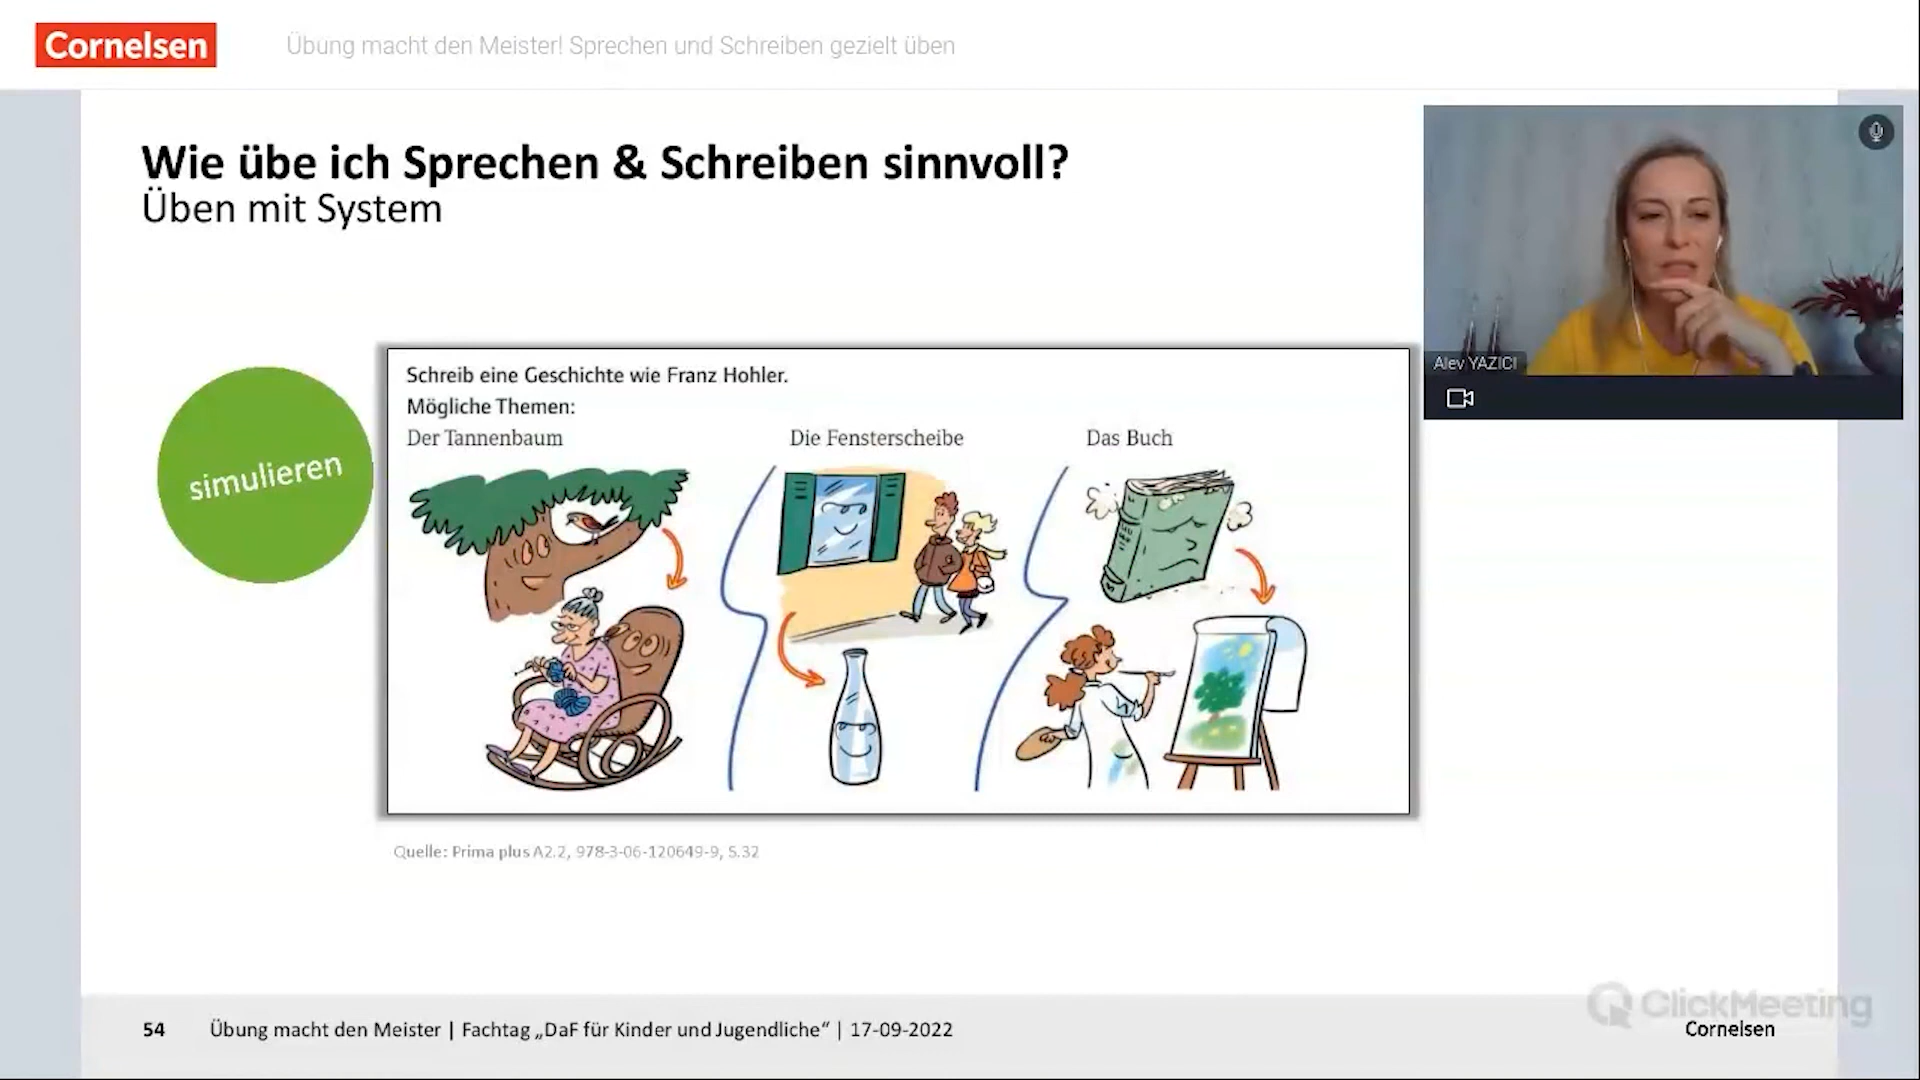 Cornelsen
Übung macht den Meister! Sprechen und Schreiben gezielt üben
Wie übe ich Sprechen & Schreiben sinnvoll?
Üben mit System
simulieren
Schreib eine Geschichte wie Franz Hohler.
Mögliche Themen:
Der Tannenbaum
Die Fensterscheibe
Das Buch
Alev YAZICI
Quelle: Prima plus A2.2, 978-3-06-120649-9, S.32
ClickMeeting
54 Übung macht den Meister | Fachtag „DaF für Kinder und Jugendliche“ | 17-09-2022
Cornelsen